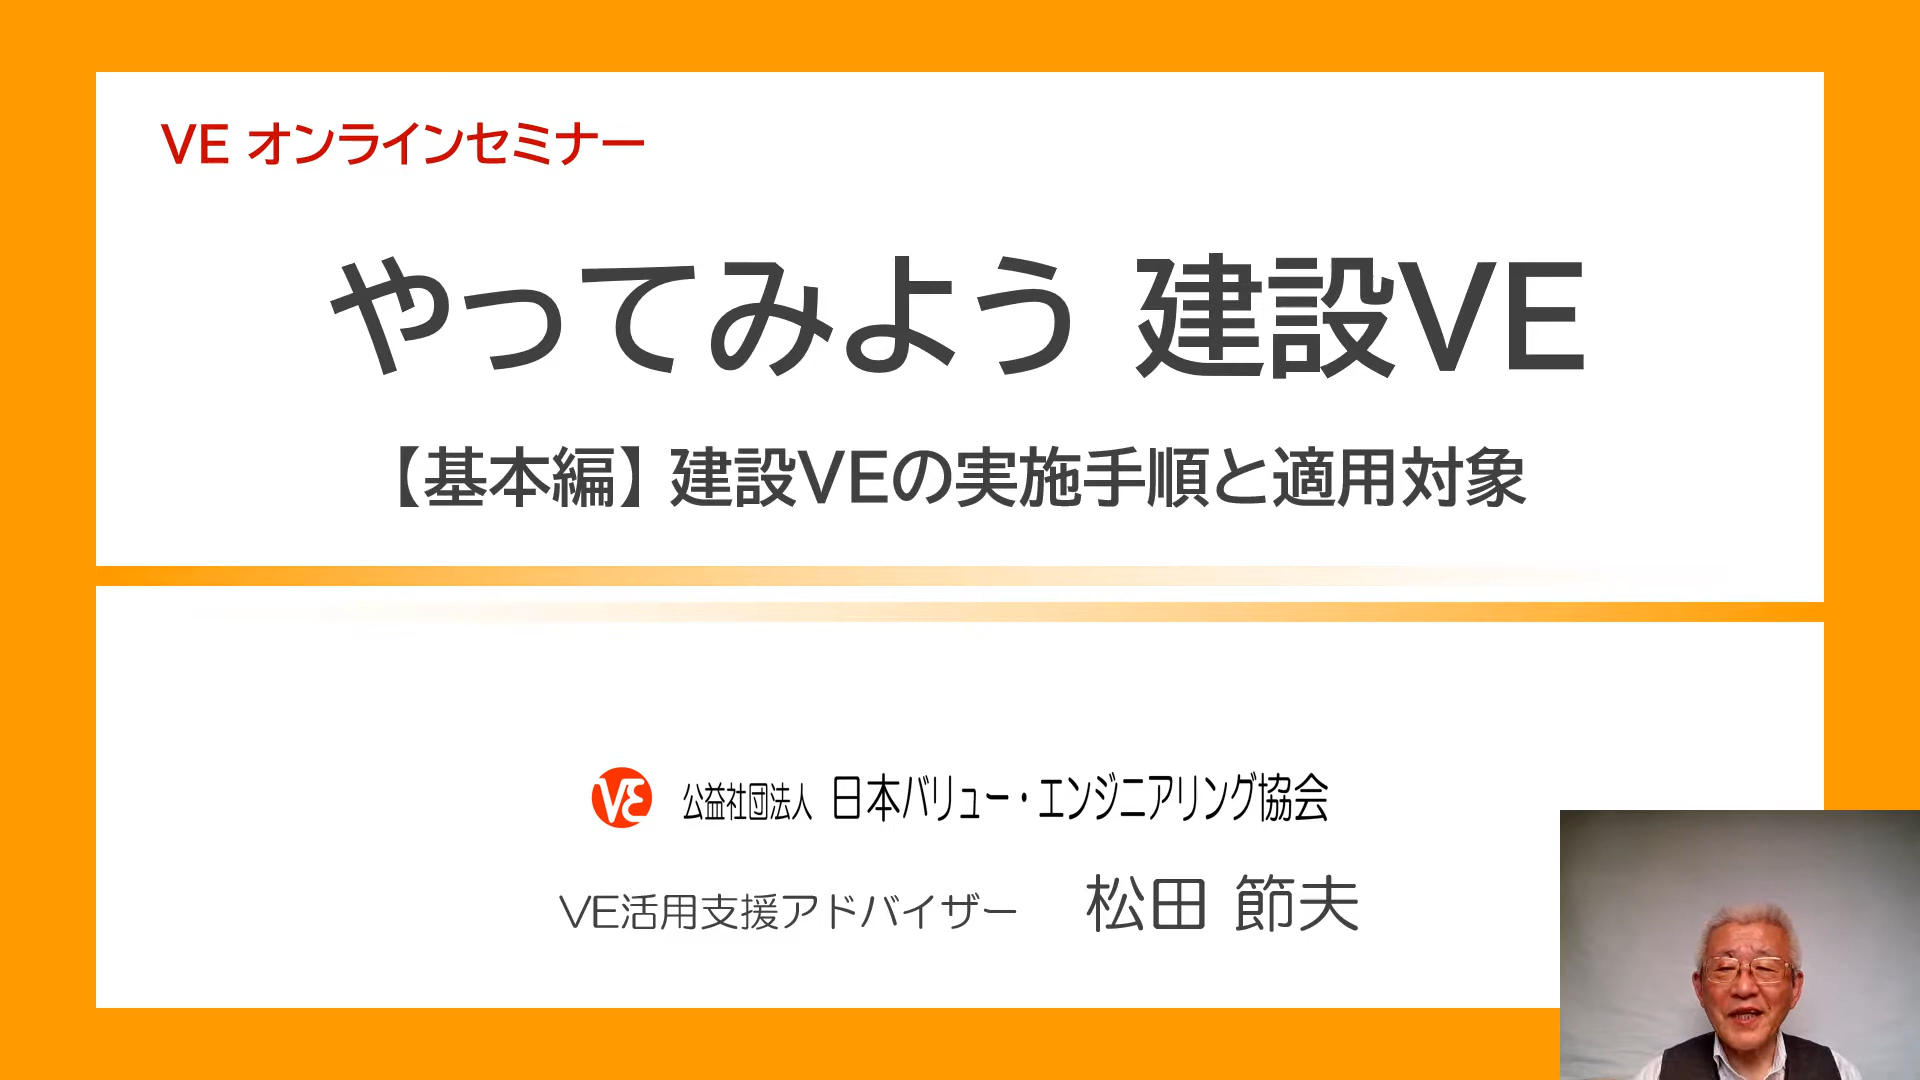 VE オンラインセミナー
やってみよう 建設VE
【基本編】建設VEの実施手順と適用対象
VE 公益社団法人 日本バリュー・エンジニアリング協会
VE活用支援アドバイザー 松田 節夫